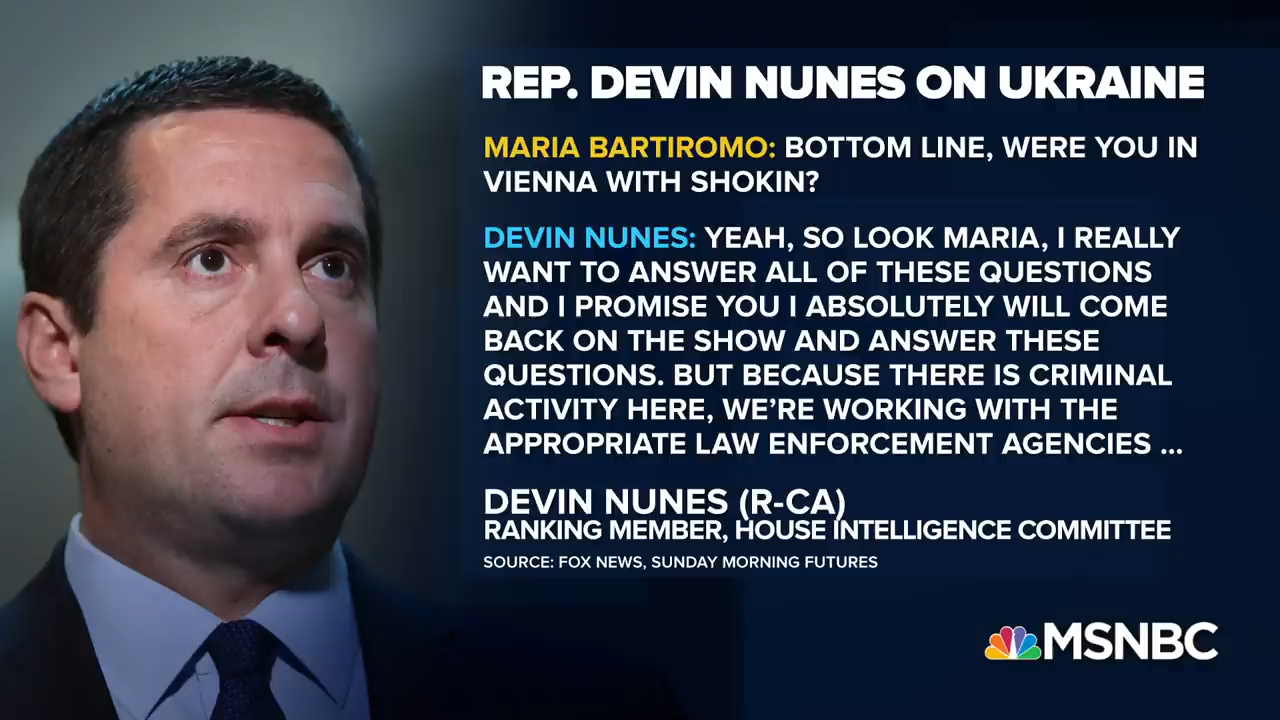 REP. DEVIN NUNES ON UKRAINE
MARIA BARTIROMO: BOTTOM LINE, WERE YOU IN
VIENNA WITH SHOKIN?
DEVIN NUNES: YEAH, SO LOOK MARIA, I REALLY
WANT TO ANSWER ALL OF THESE QUESTIONS
AND I PROMISE YOU I ABSOLUTELY WILL COME
BACK ON THE SHOW AND ANSWER THESE
QUESTIONS. BUT BECAUSE THERE IS CRIMINAL
ACTIVITY HERE, WE’RE WORKING WITH THE
APPROPRIATE LAW ENFORCEMENT AGENCIES ...
DEVIN NUNES (R-CA)
RANKING MEMBER, HOUSE INTELLIGENCE COMMITTEE
SOURCE: FOX NEWS, SUNDAY MORNING FUTURES
MSNBC